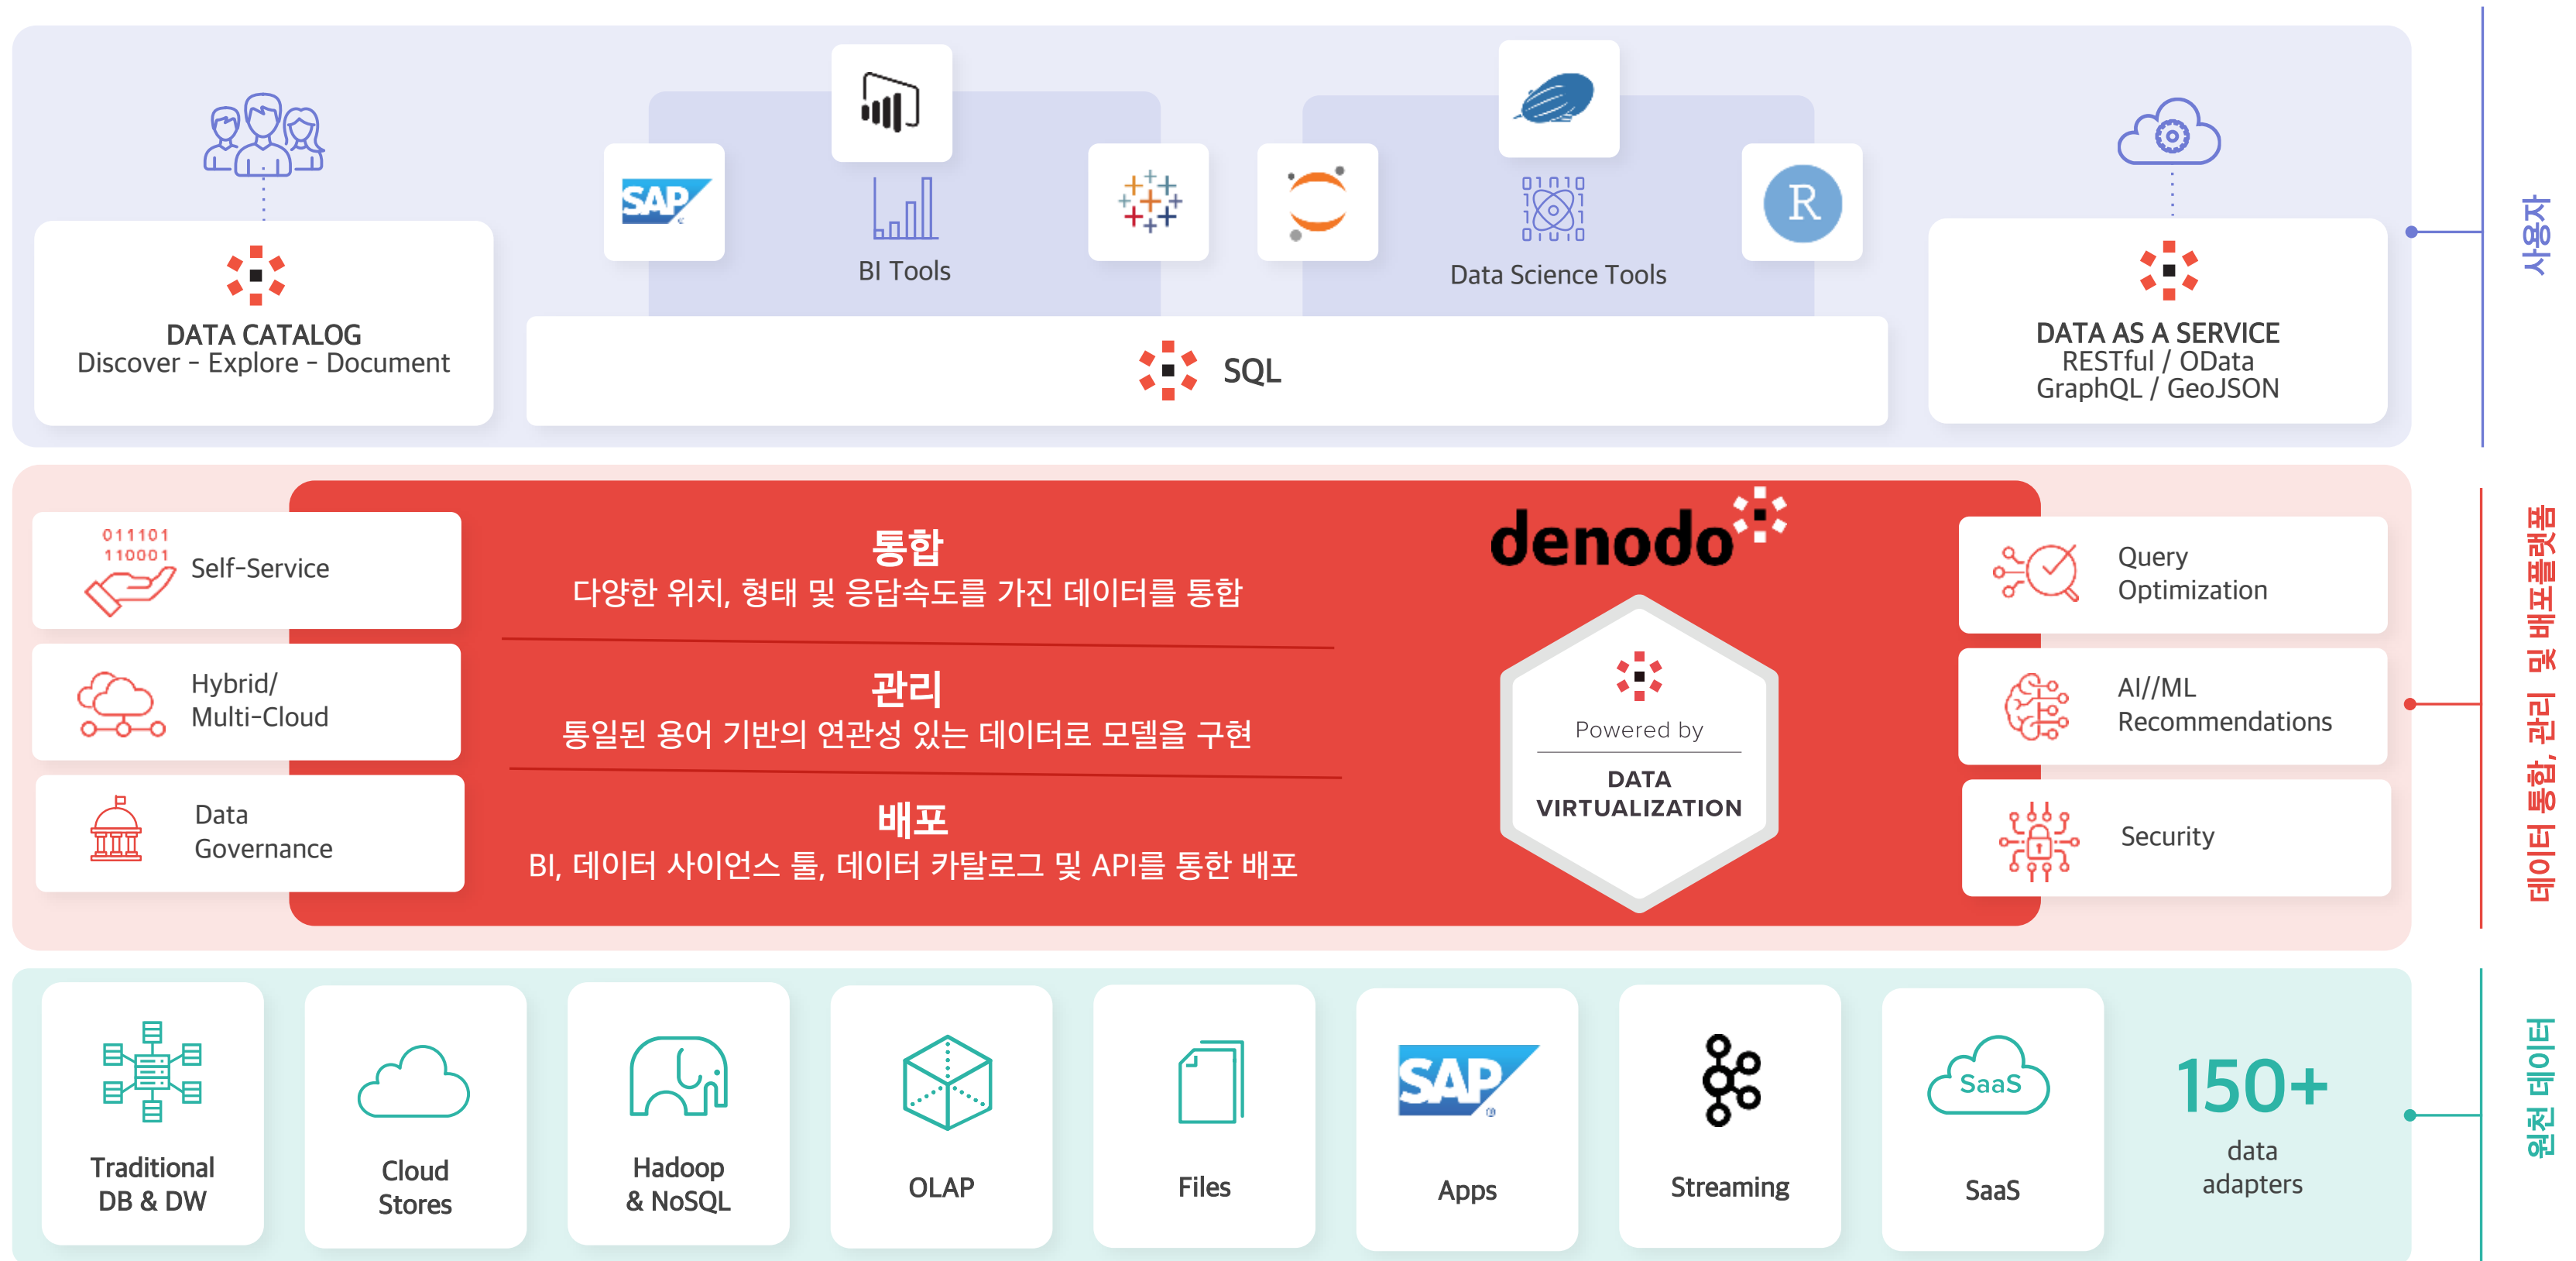 SAP
BI Tools
Data Science Tools
R
DATA CATALOG
Discover - Explore - Document
SQL
DATA AS A SERVICE
RESTful / OData
GraphQL / GeoJSON
사용자
011101
110001
Self-Service
Hybrid/
Multi-Cloud
Data
Governance
통합
다양한 위치, 형태 및 응답속도를 가진 데이터를 통합
관리
통일된 용어 기반의 연관성 있는 데이터로 모델을 구현
배포
BI, 데이터 사이언스 툴, 데이터 카탈로그 및 API를 통한 배포
denodo
Powered by
DATA
VIRTUALIZATION
Query
Optimization
AI//ML
Recommendations
Security
데이터 통합, 관리 및 배포플랫폼
Traditional
DB & DW
Cloud
Stores
Hadoop
& NoSQL
OLAP
Files
SAP
®
Apps
Streaming
SaaS
SaaS
150+
data
adapters
원천 데이터